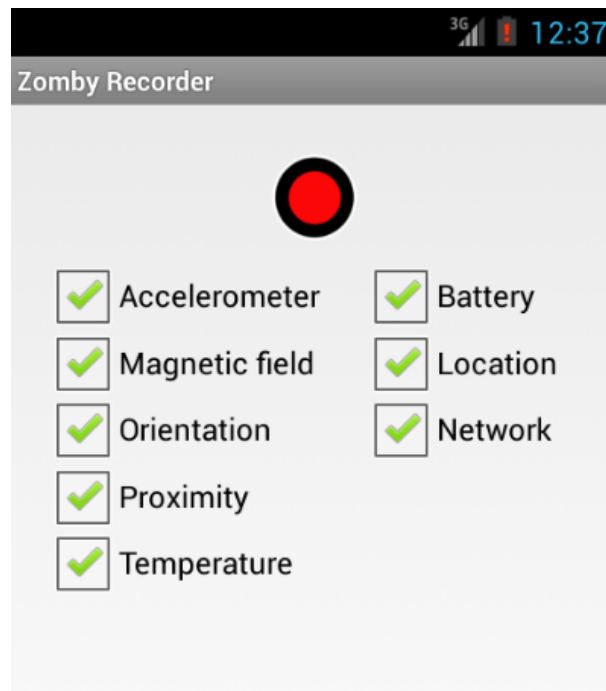 3G 12:37
Zomby Recorder
Accelerometer Battery
Magnetic field Location
Orientation Network
Proximity
Temperature